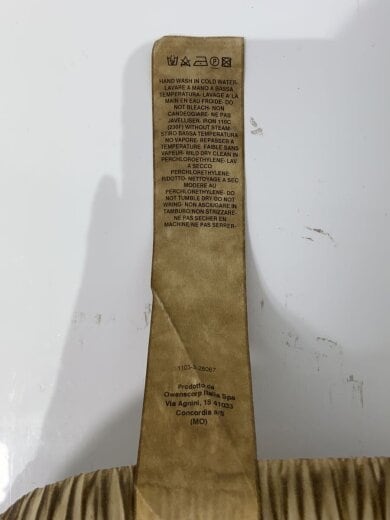 HAND WASH IN COLD WATER-
LAVARE A MANO A BASSA
TEMPERATURA- LAVAGE A LA
MAIN EN EAU FROIDE- DO
NOT BLEACH- NON
CANDEGGIARE- NE PAS
JAVELLISER- IRON 110C
(230F) WITHOUT STEAM-
STIRO BASSA TEMPERATURA
NO VAPORE- REPASSER A
TEMPERATURE FAIBLE SANS
VAPEUR- MILD DRY CLEAN IN
PERCHLOROETHYLENE- LAV
A SECCO
PERCHLORETHYLENE
RIDOTTO- NETTOYAGE A SEC
MODERE AU
PERCHLORETHYLENE- DO
NOT TUMBLE DRY DO NOT
WRING- NON ASCIUGARE IN
TAMBURO NON STRIZZARE-
NE PAS SECHER EN
MACHINE/NE PAS SERRER-
Prodotto da
Owenscorp Italia Spa
Via Agnini, 15 41033
Concordia s/S
(MO)